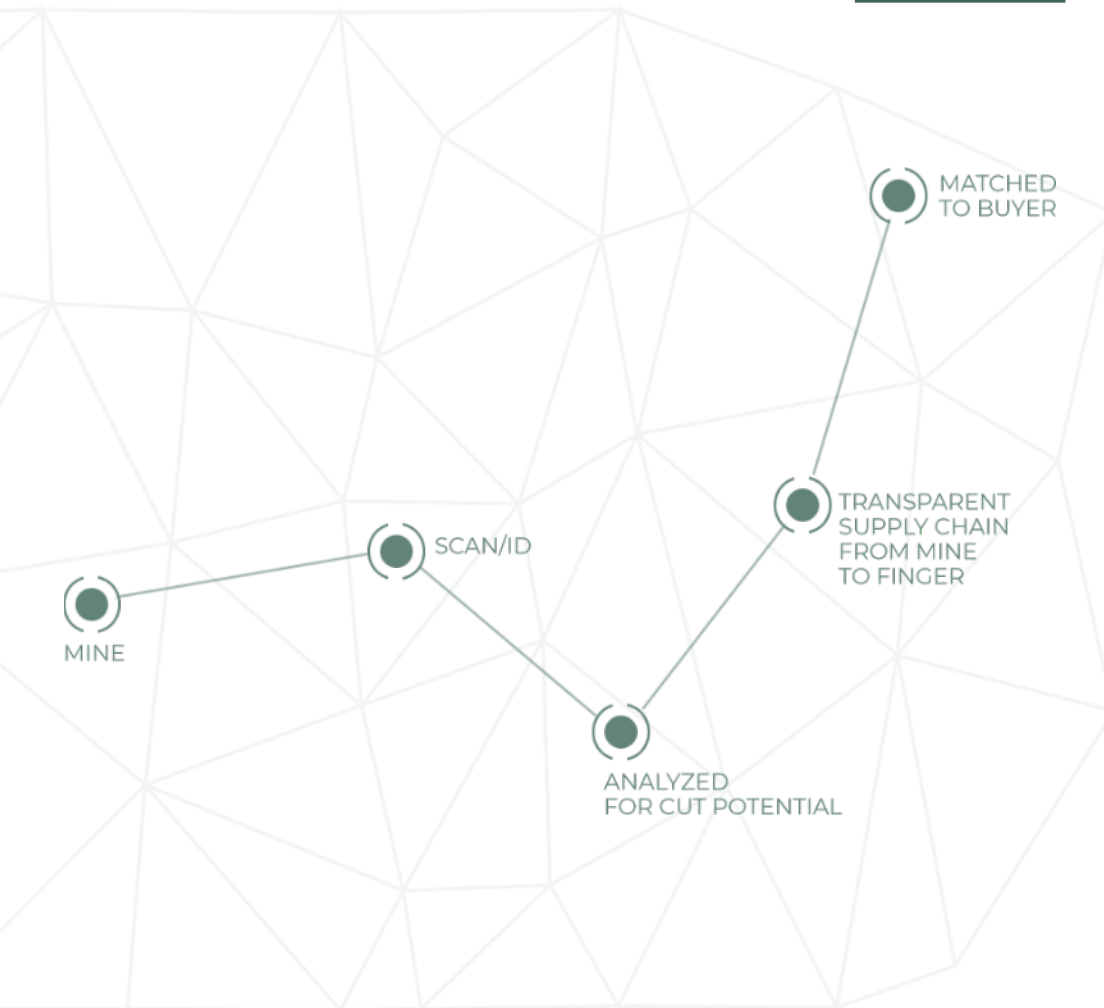 MATCHED
TO BUYER
TRANSPARENT
SUPPLY CHAIN
FROM MINE
TO FINGER
SCAN/ID
MINE
ANALYZED
FOR CUT POTENTIAL